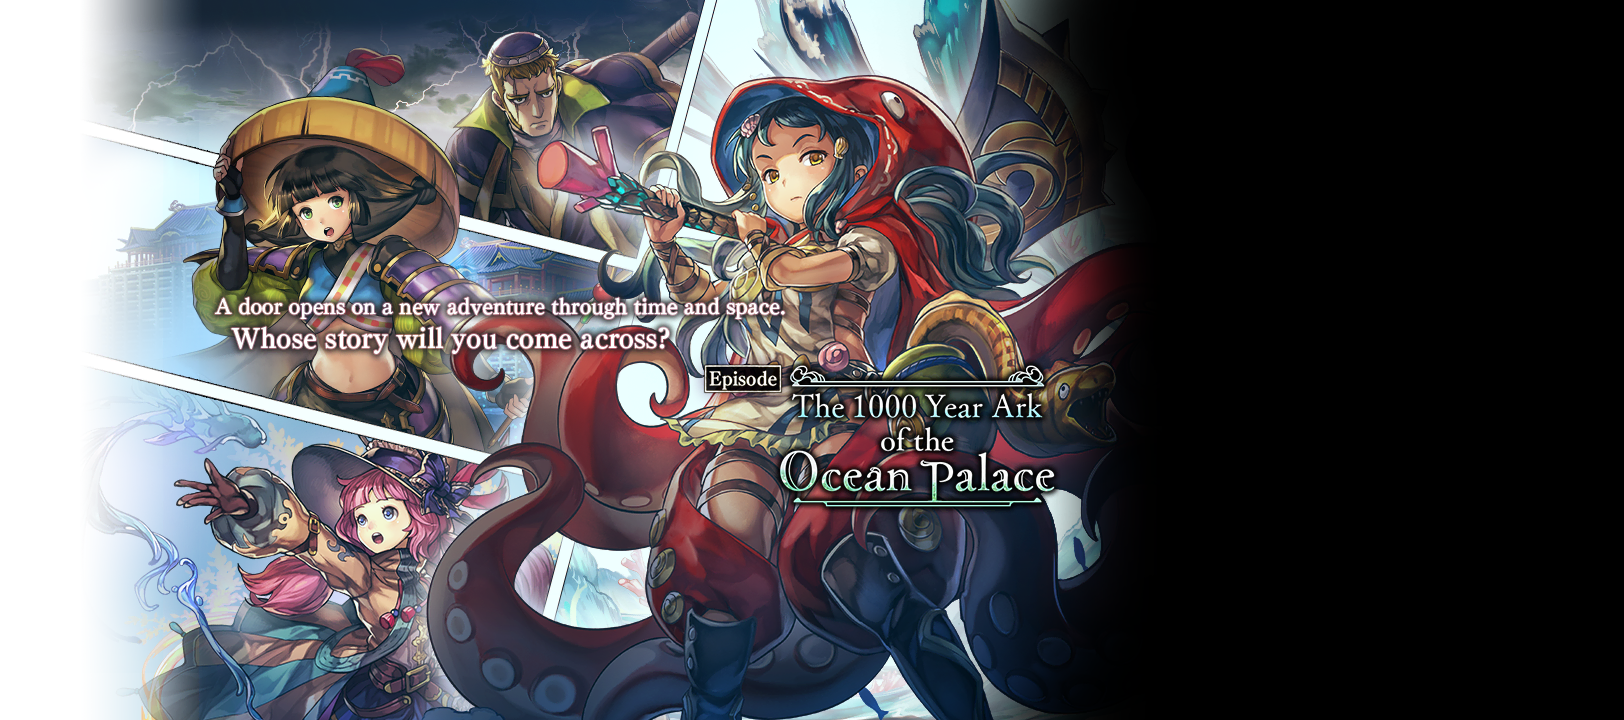 A door opens on a new adventure through time and space.
Whose story will you come across?
Episode
The 1000 Year Ark
of the
Ocean Palace